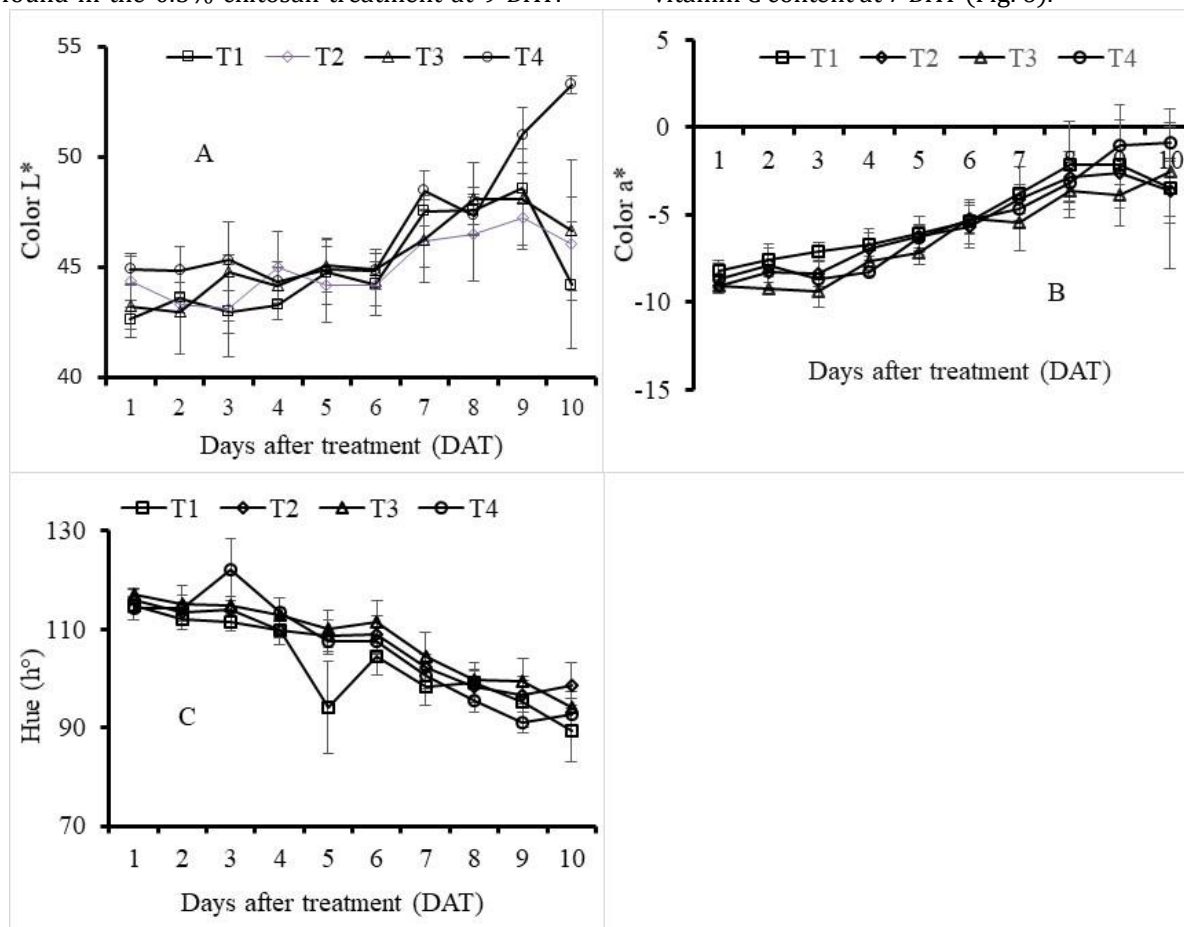 found in the 0.5% chitosan treatment at 9 DAT.
vitamin C content at 7 DAT (Fig. 6).
T1 T2 T3 T4
55
50
45
40
Color L*
A
1 2 3 4 5 6 7 8 9 10
Days after treatment (DAT)
T1 T2 T3 T4
5
0
-5
-10
-15
Color a*
1 2 3 4 5 6 7 8 9 10
B
Days after treatment (DAT)
T1 T2 T3 T4
130
110
90
70
Hue (h°)
C
1 2 3 4 5 6 7 8 9 10
Days after treatment (DAT)